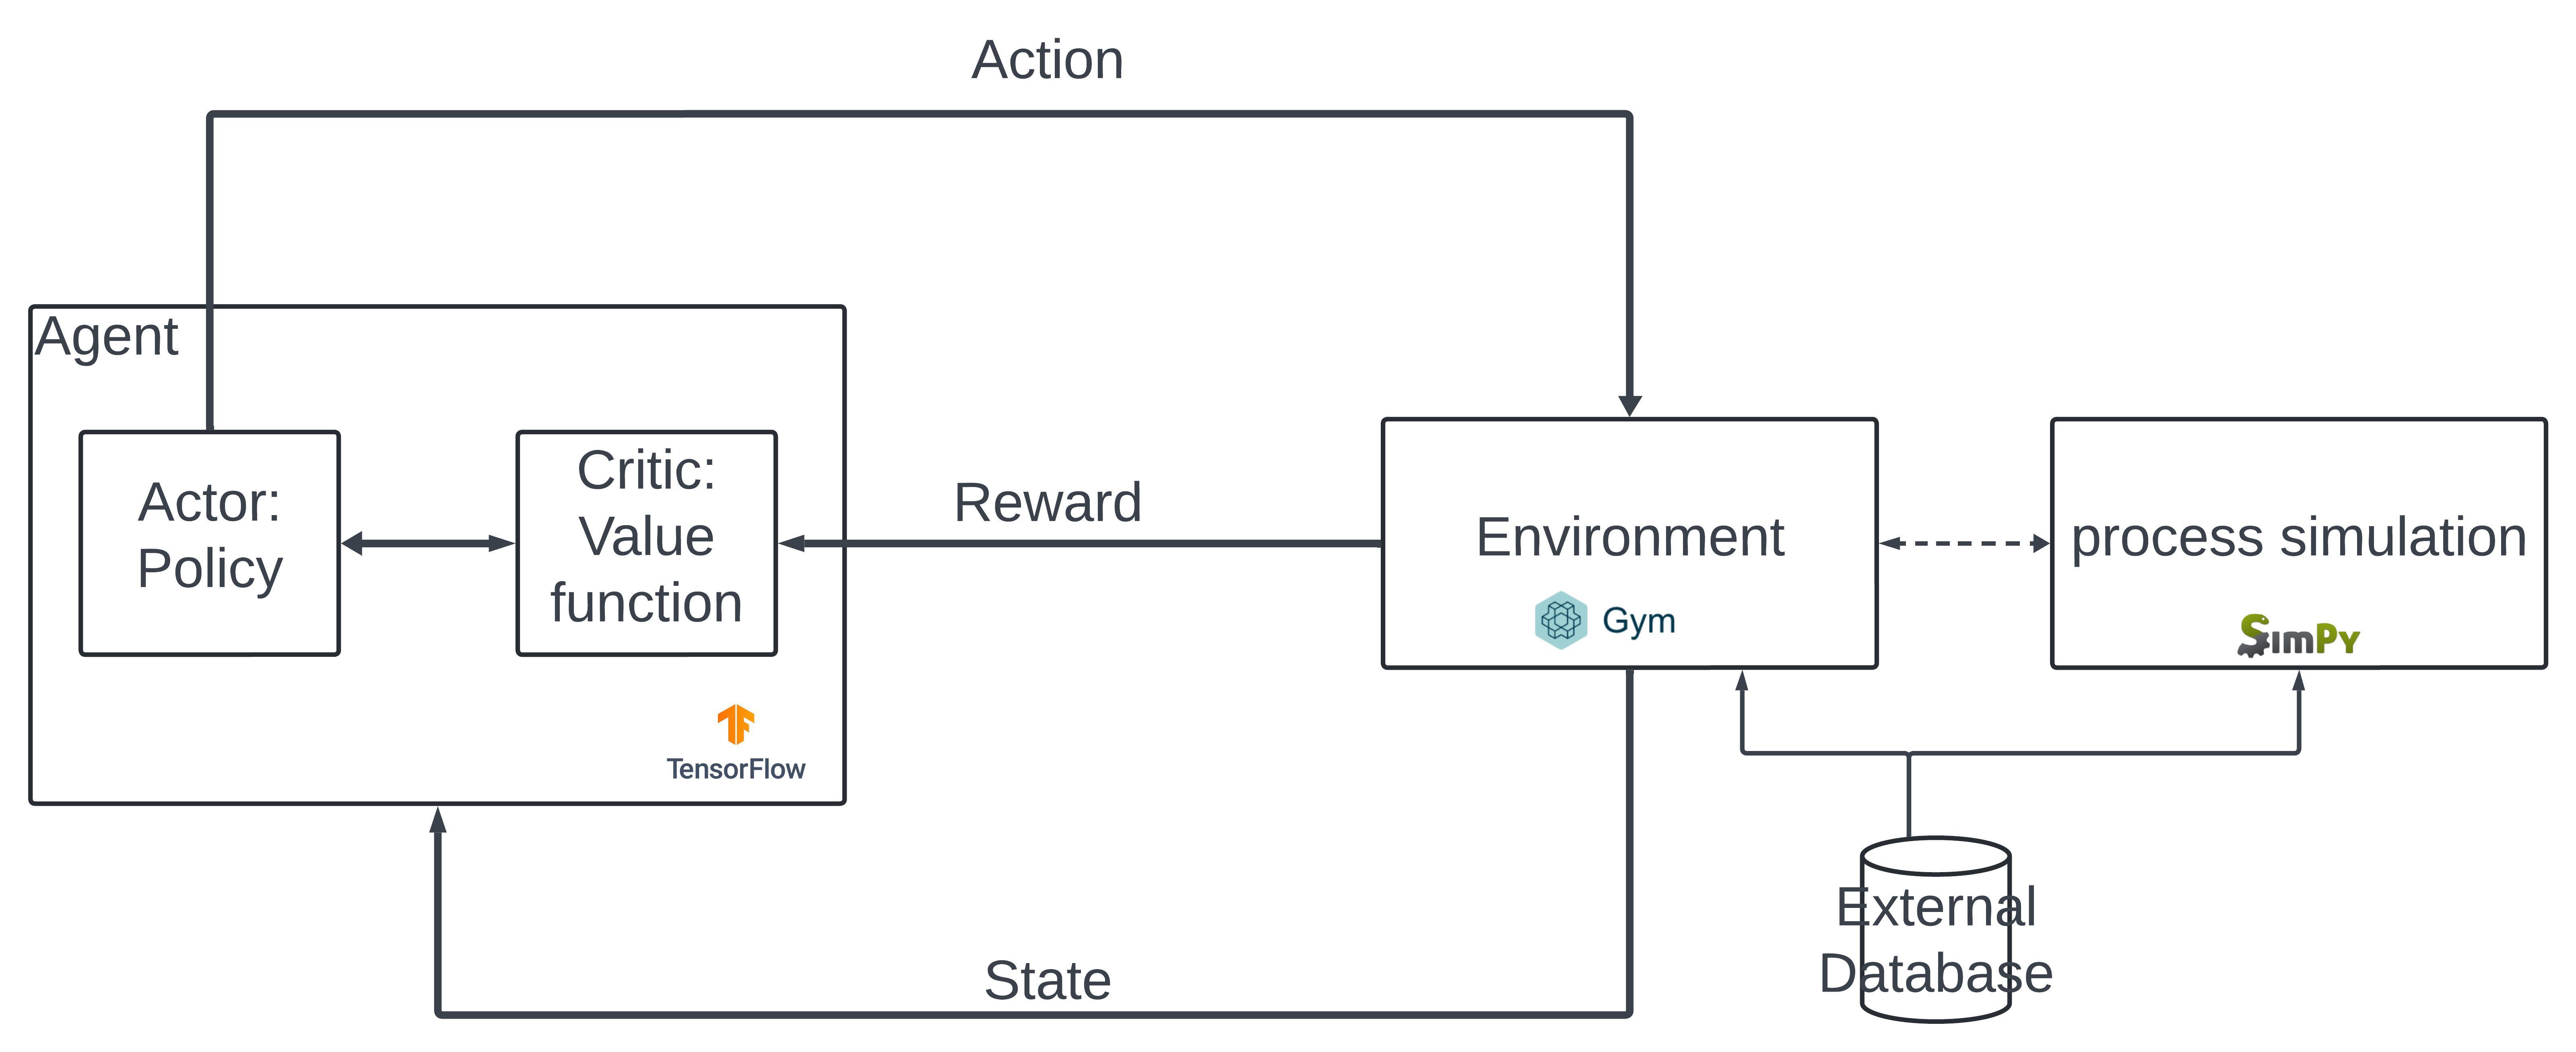 Action
Agent
Actor:
Policy
Critic:
Value
function
TensorFlow
Reward
Environment
Gym
process simulation
SimPy
State
External
Database